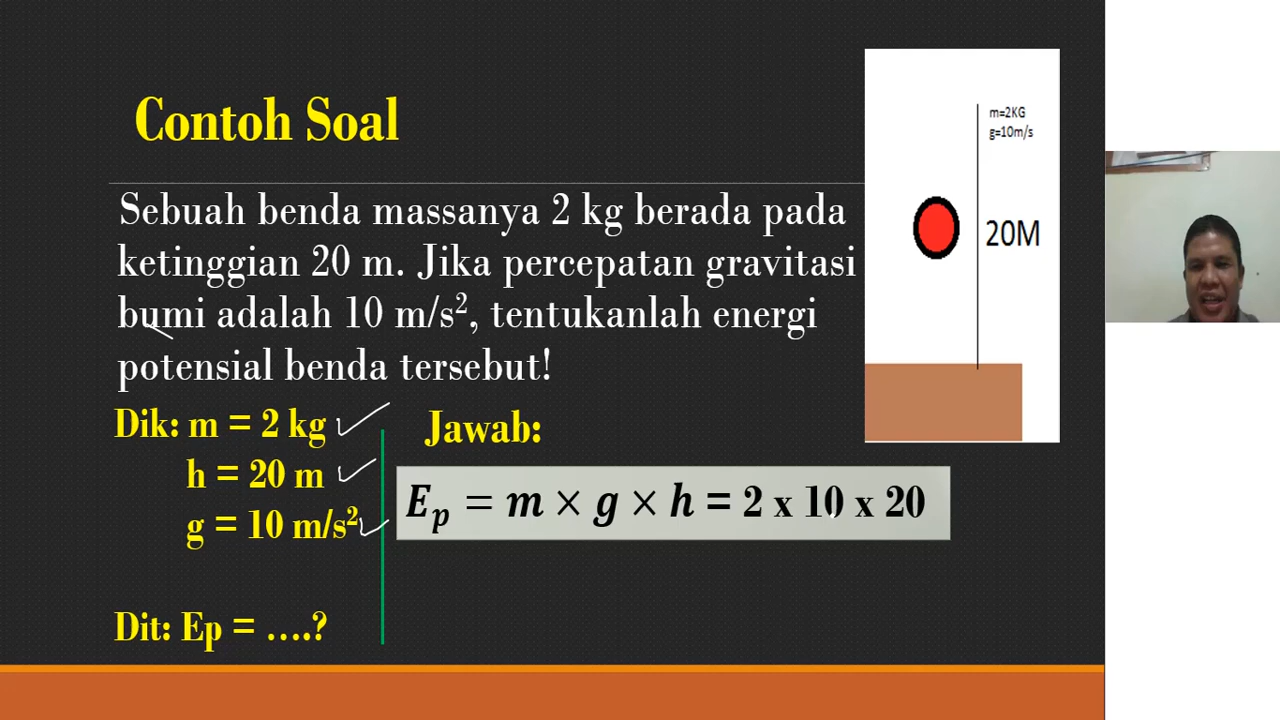 Contoh Soal
Sebuah benda massanya 2 kg berada pada
ketinggian 20 m. Jika percepatan gravitasi
bumi adalah 10 m/s², tentukanlah energi
potensial benda tersebut!
Dik: m = 2 kg
h = 20 m
g = 10 m/s²
Dit: Ep = ....?
Jawab:
Eₚ = m × g × h = 2 x 10 x 20
m=2KG
g=10m/s
20M